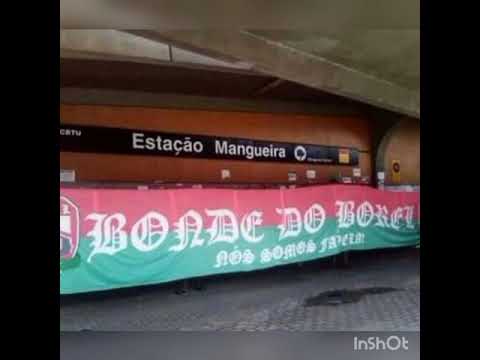 CBTU
Estação Mangueira
BONDE DO BOREL
NÓS SOMOS FAVELA!
InShOt